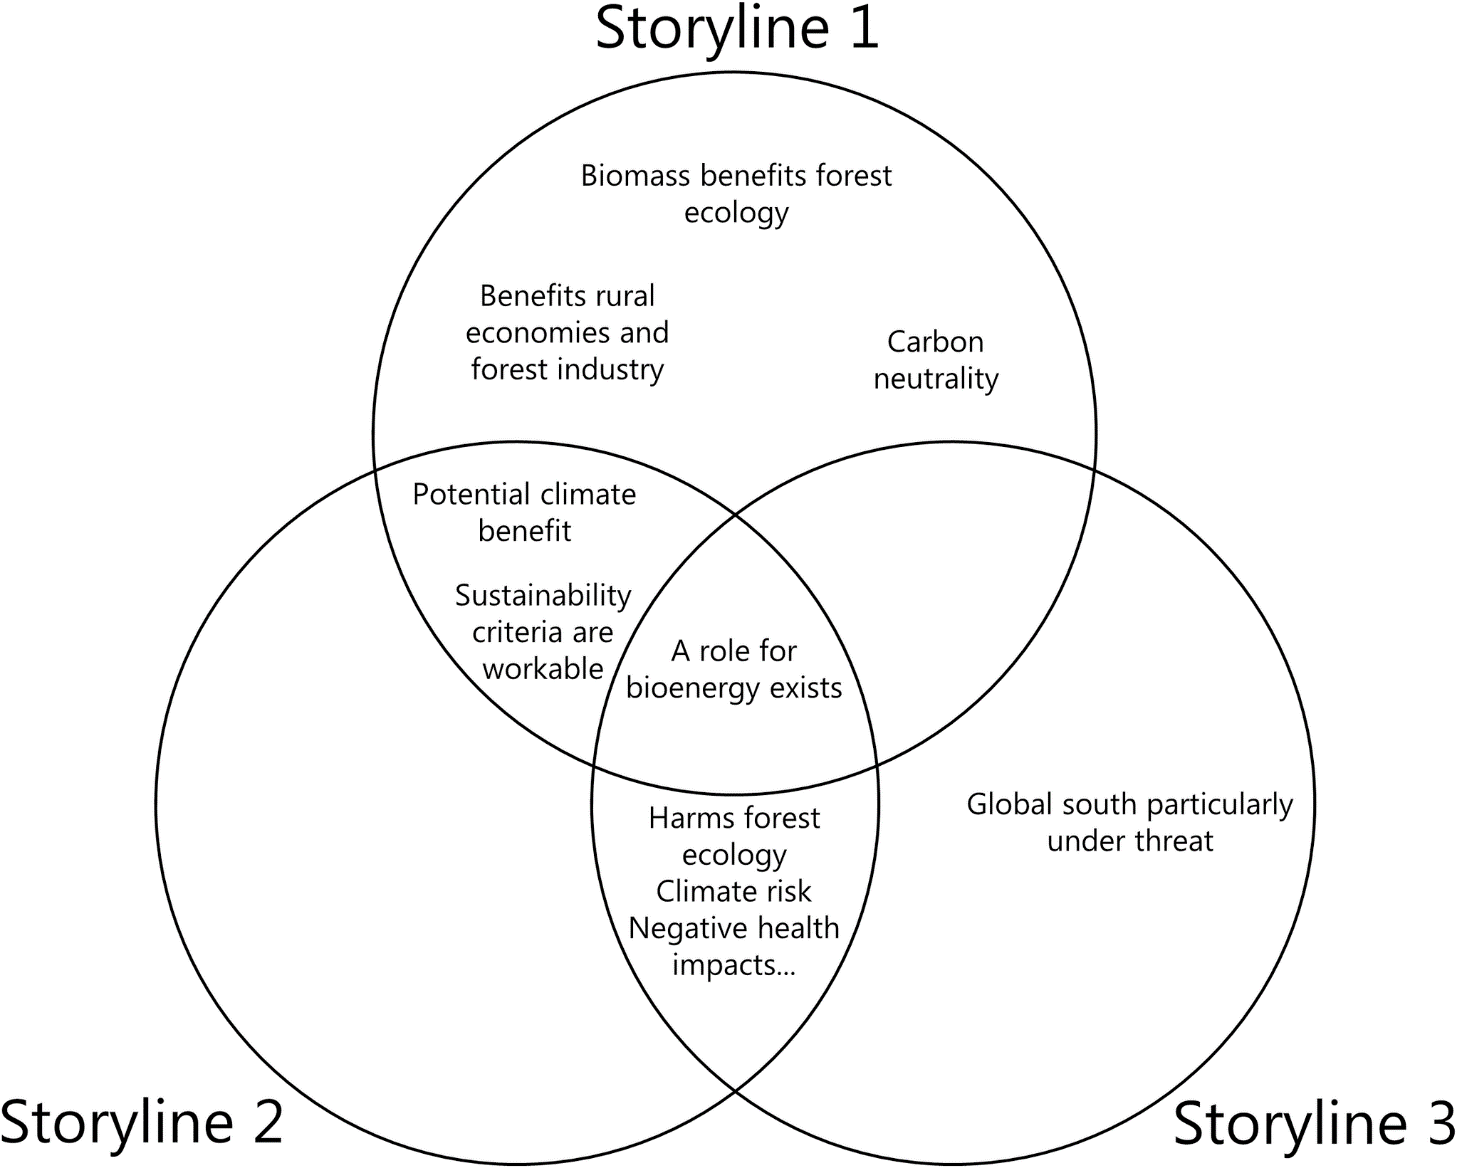 Storyline 1
Biomass benefits forest
ecology
Benefits rural
economies and
forest industry
Carbon
neutrality
Potential climate
benefit
Sustainability
criteria are
workable
A role for
bioenergy exists
Harms forest
ecology
Climate risk
Negative health
impacts...
Global south particularly
under threat
Storyline 2
Storyline 3